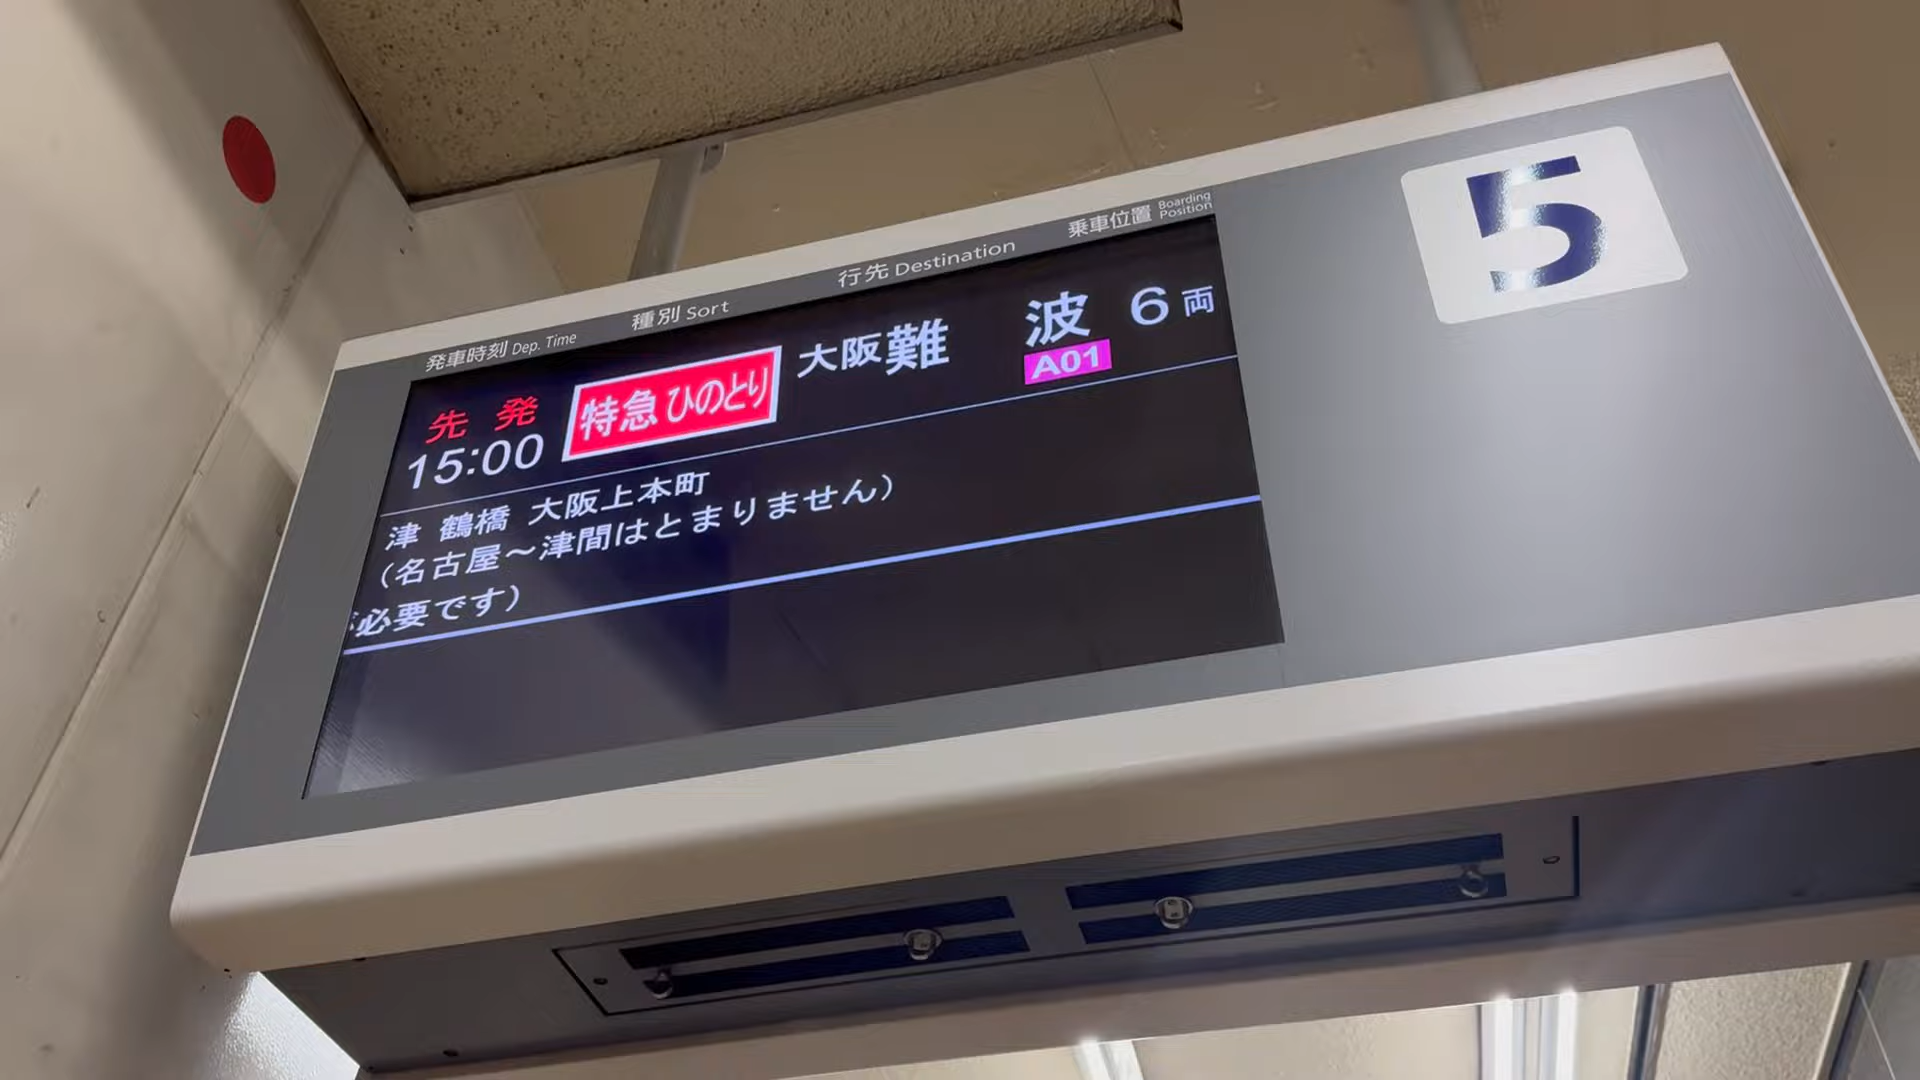 発車時刻 Dep. Time 種別 Sort 行先 Destination 乗車位置 Boarding Position
5
先発
15:00 特急ひのとり 大阪難波 6両
A01
津 鶴橋 大阪上本町
（名古屋～津間はとまりません）
必要です）